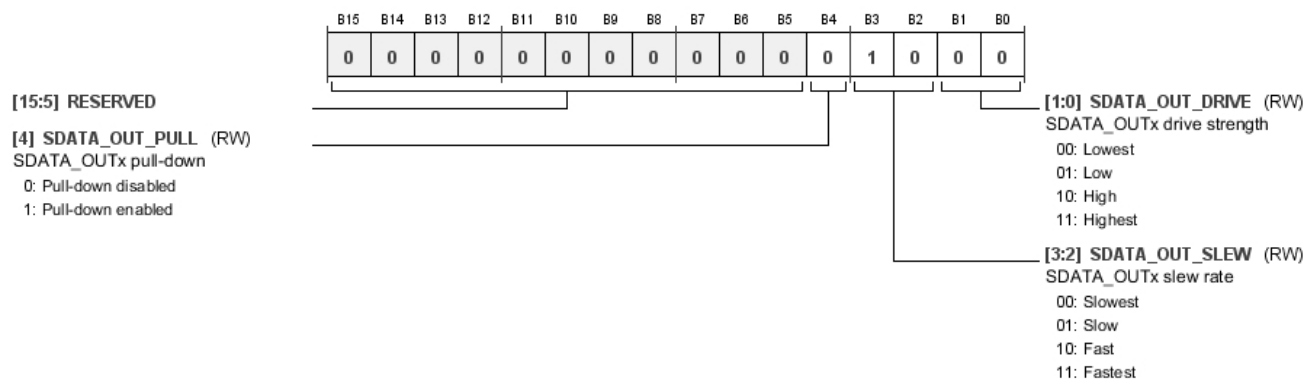 B15 B14 B13 B12 B11 B10 B9 B8 B7 B6 B5 B4 B3 B2 B1 B0
0 0 0 0 0 0 0 0 0 0 0 0 1 0 0 0
[15:5] RESERVED
[4] SDATA_OUT_PULL (RW)
SDATA_OUTx pull-down
0: Pull-down disabled
1: Pull-down enabled
[1:0] SDATA_OUT_DRIVE (RW)
SDATA_OUTx drive strength
00: Lowest
01: Low
10: High
11: Highest
[3:2] SDATA_OUT_SLEW (RW)
SDATA_OUTx slew rate
00: Slowest
01: Slow
10: Fast
11: Fastest